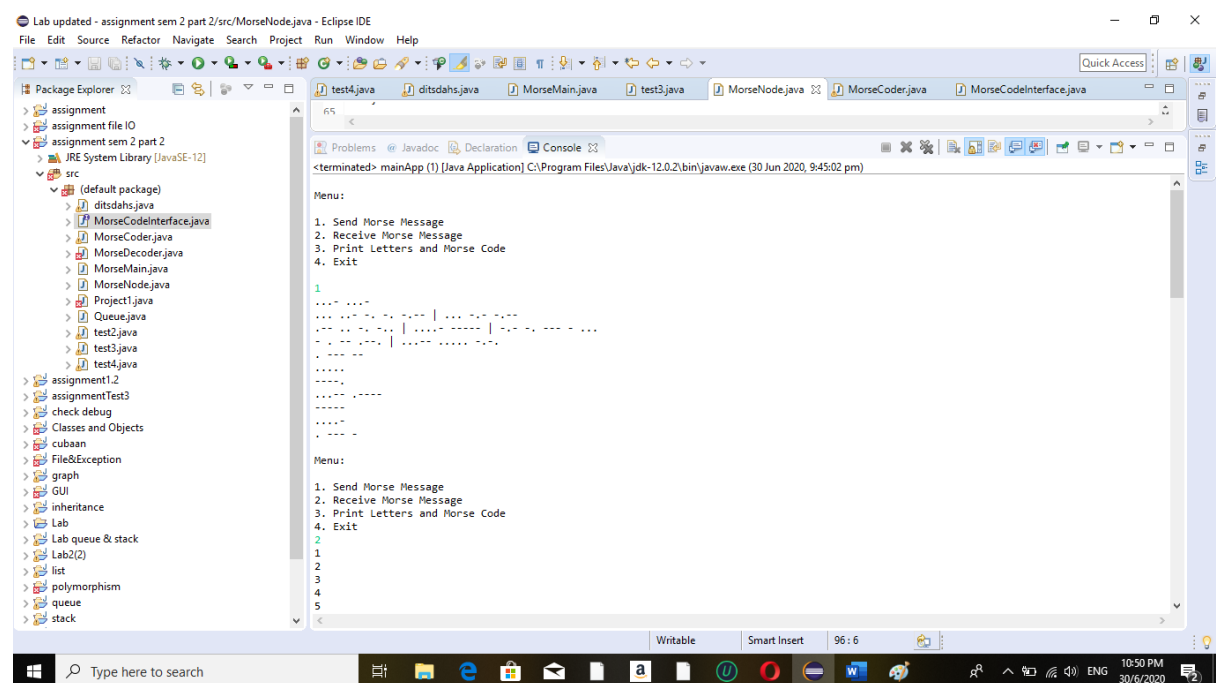 Lab updated - assignment sem 2 part 2/src/MorseNode.java - Eclipse IDE
File Edit Source Refactor Navigate Search Project Run Window Help
Quick Access
Package Explorer
test4.java ditsdahs.java MorseMain.java test3.java MorseNode.java MorseCoder.java MorseCodeInterface.java
65
assignment
assignment file IO
assignment sem 2 part 2
JRE System Library [JavaSE-12]
src
(default package)
ditsdahs.java
MorseCodeInterface.java
MorseCoder.java
MorseDecoder.java
MorseMain.java
MorseNode.java
Project1.java
Queue.java
test2.java
test3.java
test4.java
assignment1.2
assignmentTest3
check debug
Classes and Objects
cubaan
File&Exception
graph
GUI
inheritance
Lab
Lab queue & stack
Lab2(2)
list
polymorphism
queue
stack
Problems @ Javadoc Declaration Console
<terminated> mainApp (1) [Java Application] C:\Program Files\Java\jdk-12.0.2\bin\javaw.exe (30 Jun 2020, 9:45:02 pm)
Menu:
1. Send Morse Message
2. Receive Morse Message
3. Print Letters and Morse Code
4. Exit
1
...- ...-
... ..- -. -. -.-- | ... -.- -.--
.-- .. -. -.. | ....- ----- | -.- -. --- - ...
- . -- .--. | ...-- ..... -.-.
. --- --
.....
----.
...-- .----
-----
....-
. --- -
Menu:
1. Send Morse Message
2. Receive Morse Message
3. Print Letters and Morse Code
4. Exit
2
1
2
3
4
5
Writable Smart Insert 96 : 6
Type here to search
ENG
10:50 PM
30/6/2020